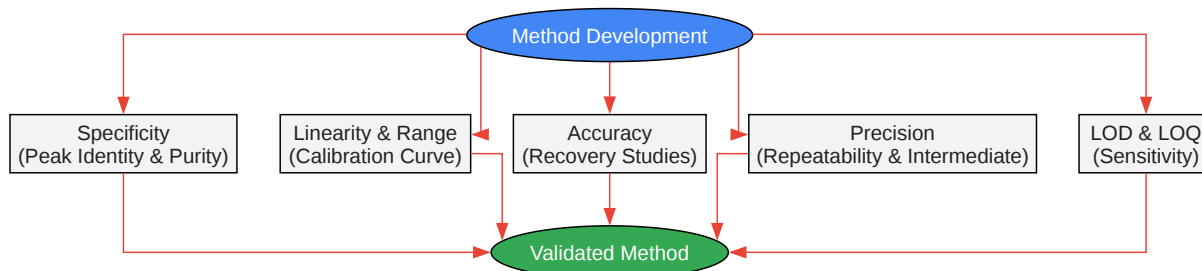 Method Development
Specificity
(Peak Identity & Purity)
Linearity & Range
(Calibration Curve)
Accuracy
(Recovery Studies)
Precision
(Repeatability & Intermediate)
LOD & LOQ
(Sensitivity)
Validated Method